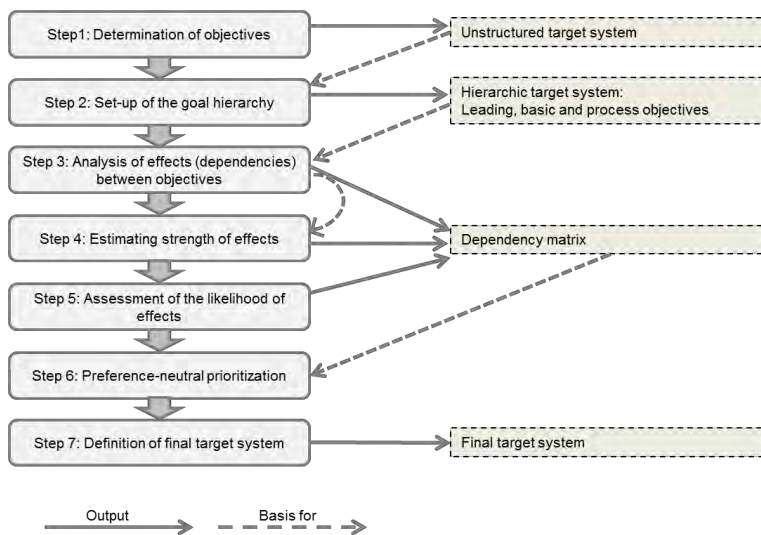 Step1: Determination of objectives
Unstructured target system
Step 2: Set-up of the goal hierarchy
Hierarchic target system:
Leading, basic and process objectives
Step 3: Analysis of effects (dependencies)
between objectives
Step 4: Estimating strength of effects
Dependency matrix
Step 5: Assessment of the likelihood of
effects
Step 6: Preference-neutral prioritization
Step 7: Definition of final target system
Final target system
Output
Basis for